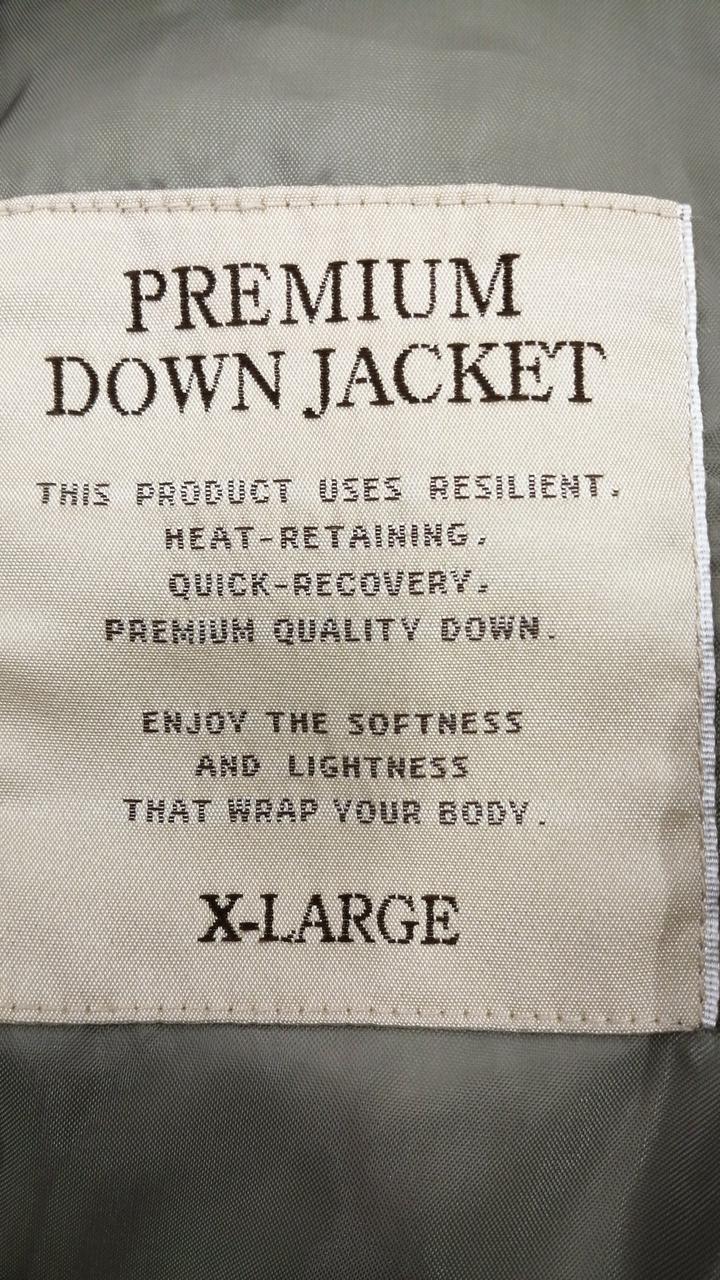 PREMIUM
DOWN JACKET
THIS PRODUCT USES RESILIENT,
HEAT-RETAINING,
QUICK-RECOVERY,
PREMIUM QUALITY DOWN.
ENJOY THE SOFTNESS
AND LIGHTNESS
THAT WRAP YOUR BODY.
X-LARGE